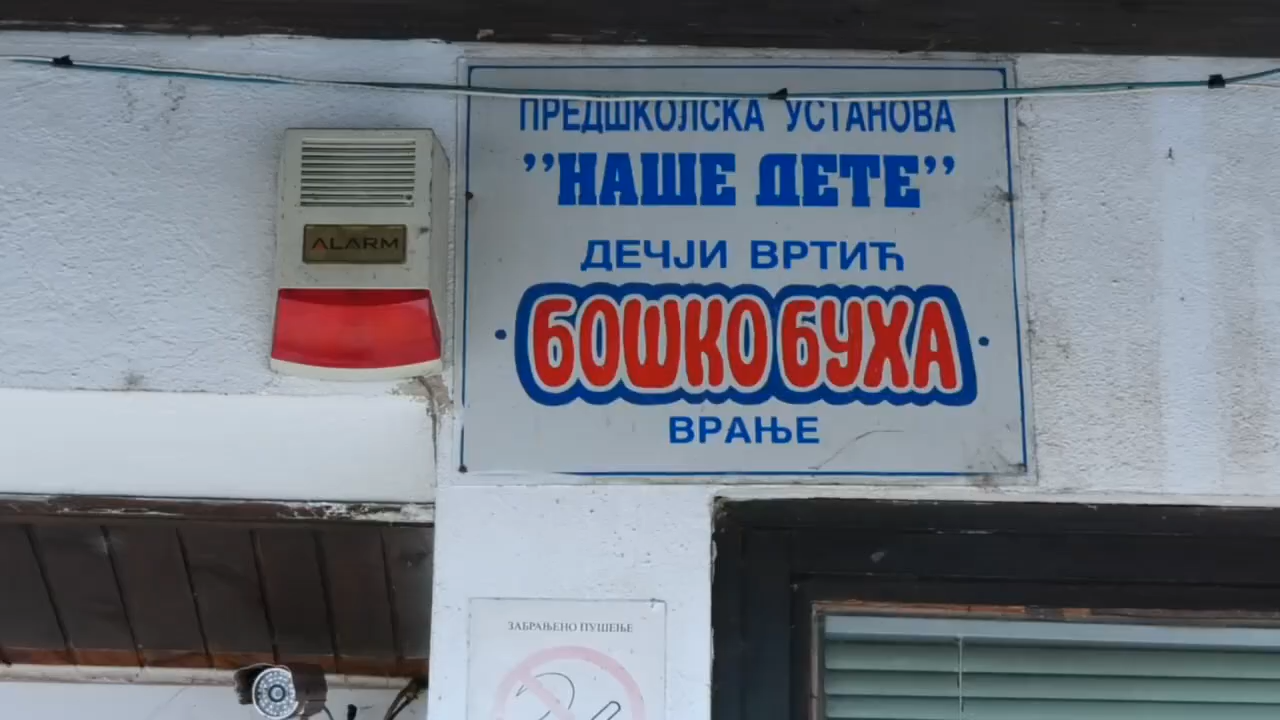 ПРЕДШКОЛСКА УСТАНОВА
”НАШЕ ДЕТЕ”
ДЕЧЈИ ВРТИЋ
·БОШКО БУХА·
ВРАЊЕ
ALARM
ЗАБРАЊЕНО ПУШЕЊЕ